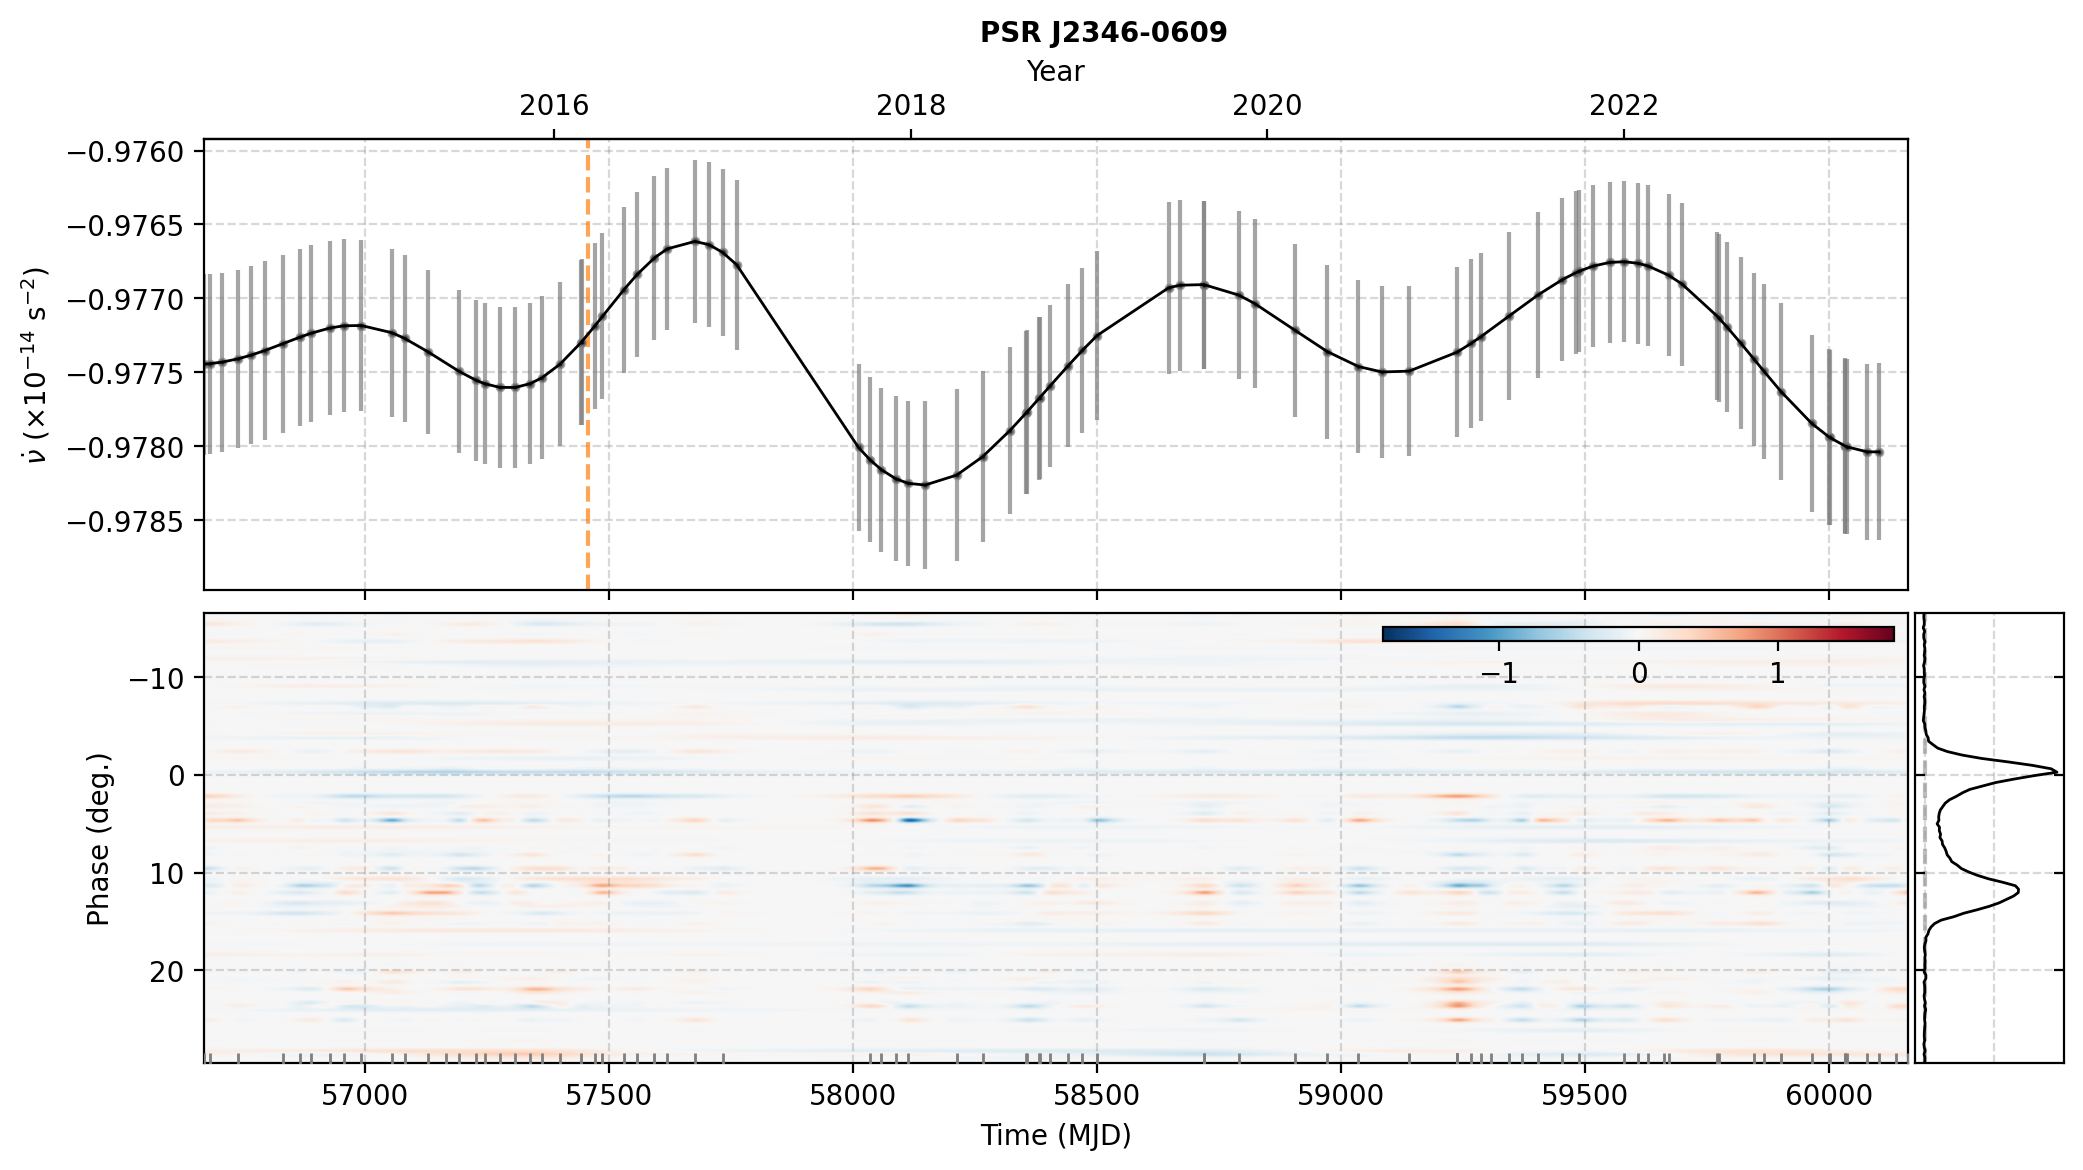 PSR J2346-0609
Year
2016 2018 2020 2022
−0.9760
−0.9765
−0.9770
−0.9775
−0.9780
−0.9785
ν̇ (×10⁻¹⁴ s⁻²)
−1 0 1
−10
0
10
20
Phase (deg.)
57000 57500 58000 58500 59000 59500 60000
Time (MJD)